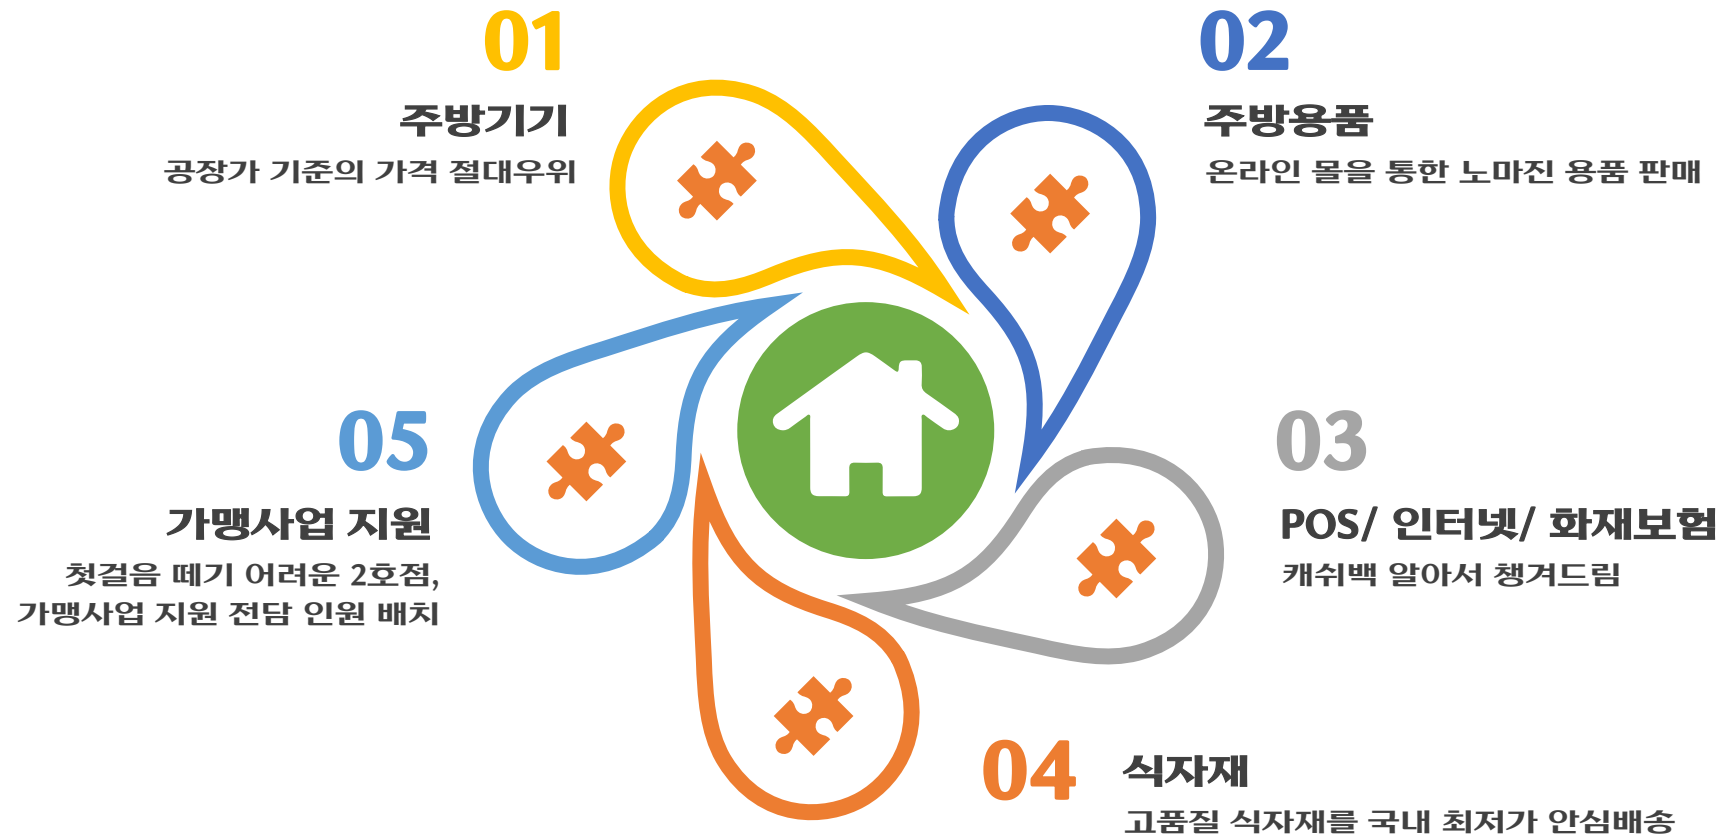 01
주방기기
공장가 기준의 가격 절대우위
02
주방용품
온라인 몰을 통한 노마진 용품 판매
03
POS/ 인터넷/ 화재보험
캐쉬백 알아서 챙겨드림
04
식자재
고품질 식자재를 국내 최저가 안심배송
05
가맹사업 지원
첫걸음 떼기 어려운 2호점,
가맹사업 지원 전담 인원 배치